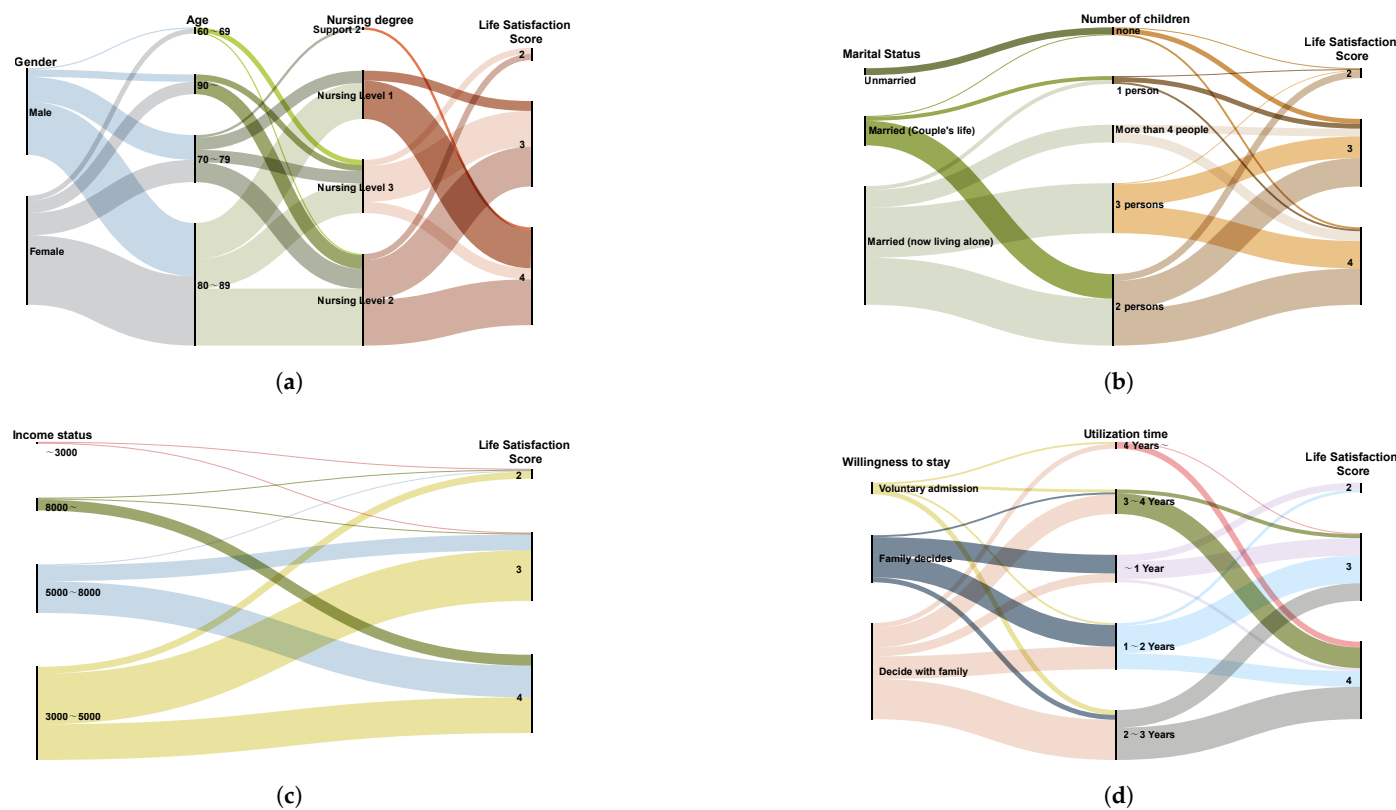 Gender
Age
Nursing degree
Life Satisfaction
Score
Male
Female
60~69
90~
70~79
80~89
Support 2
Nursing Level 1
Nursing Level 3
Nursing Level 2
2
3
4
(a)
Marital Status
Number of children
Life Satisfaction
Score
Unmarried
Married (Couple's life)
Married (now living alone)
none
1 person
More than 4 people
3 persons
2 persons
2
3
4
(b)
Income status
Life Satisfaction
Score
~3000
8000~
5000~8000
3000~5000
2
3
4
(c)
Willingness to stay
Utilization time
Life Satisfaction
Score
Voluntary admission
Family decides
Decide with family
4 Years~
3~4 Years
~1 Year
1~2 Years
2~3 Years
2
3
4
(d)